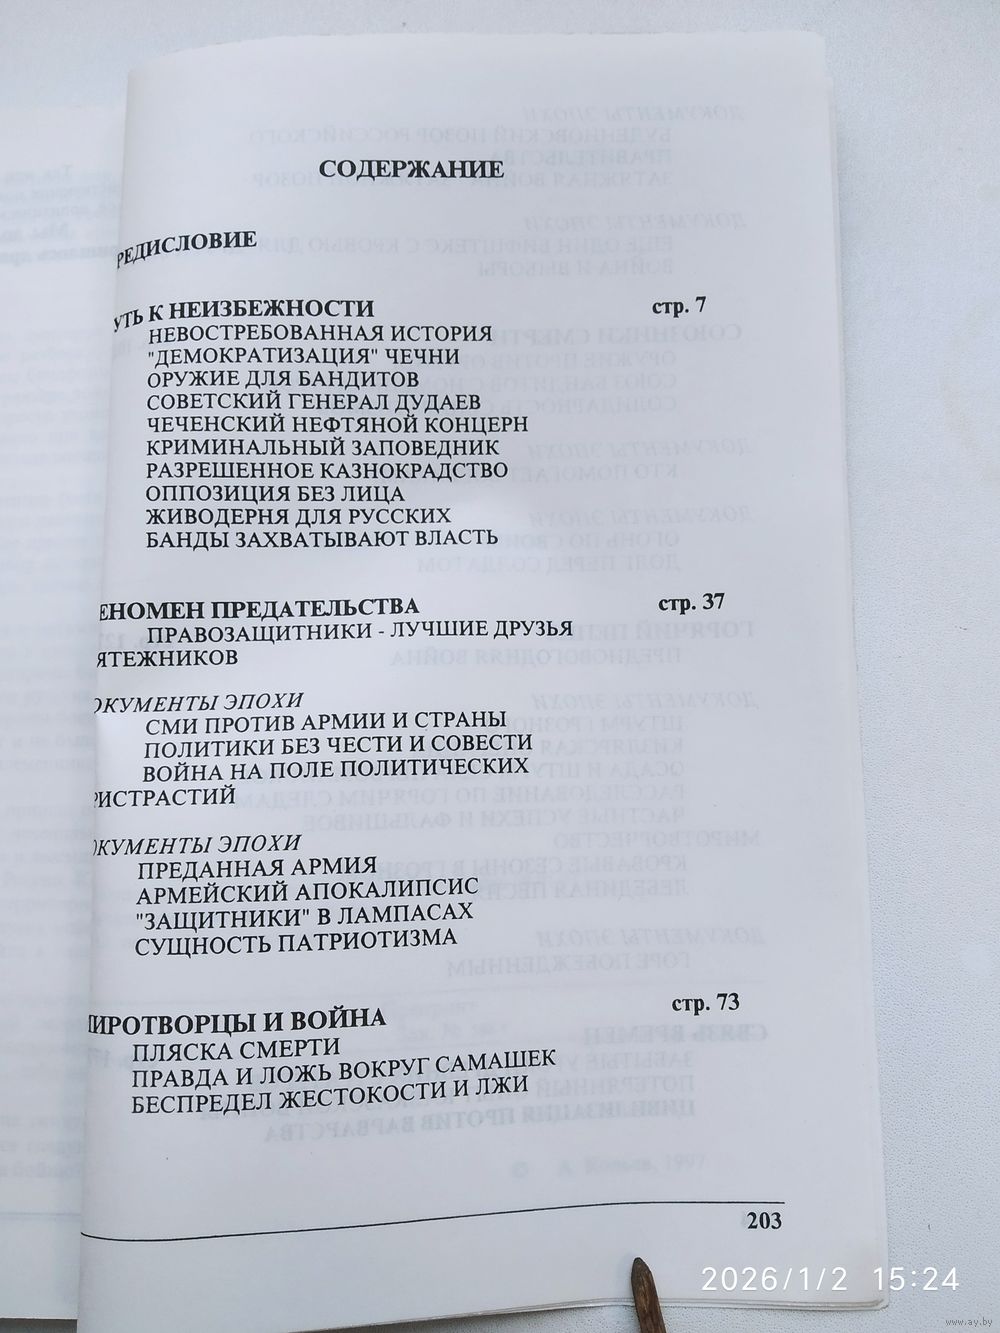 СОДЕРЖАНИЕ
РЕДИСЛОВИЕ
УТЬ К НЕИЗБЕЖНОСТИ стр. 7
НЕВОСТРЕБОВАННАЯ ИСТОРИЯ
"ДЕМОКРАТИЗАЦИЯ" ЧЕЧНИ
ОРУЖИЕ ДЛЯ БАНДИТОВ
СОВЕТСКИЙ ГЕНЕРАЛ ДУДАЕВ
ЧЕЧЕНСКИЙ НЕФТЯНОЙ КОНЦЕРН
КРИМИНАЛЬНЫЙ ЗАПОВЕДНИК
РАЗРЕШЕННОЕ КАЗНОКРАДСТВО
ОППОЗИЦИЯ БЕЗ ЛИЦА
ЖИВОДЕРНЯ ДЛЯ РУССКИХ
БАНДЫ ЗАХВАТЫВАЮТ ВЛАСТЬ
ЕНОМЕН ПРЕДАТЕЛЬСТВА стр. 37
ПРАВОЗАЩИТНИКИ - ЛУЧШИЕ ДРУЗЬЯ
ЯТЕЖНИКОВ
ОКУМЕНТЫ ЭПОХИ
СМИ ПРОТИВ АРМИИ И СТРАНЫ
ПОЛИТИКИ БЕЗ ЧЕСТИ И СОВЕСТИ
ВОЙНА НА ПОЛЕ ПОЛИТИЧЕСКИХ
РИСТРАСТИЙ
ОКУМЕНТЫ ЭПОХИ
ПРЕДАННАЯ АРМИЯ
АРМЕЙСКИЙ АПОКАЛИПСИС
"ЗАЩИТНИКИ" В ЛАМПАСАХ
СУЩНОСТЬ ПАТРИОТИЗМА
ИРОТВОРЦЫ И ВОЙНА стр. 73
ПЛЯСКА СМЕРТИ
ПРАВДА И ЛОЖЬ ВОКРУГ САМАШЕК
БЕСПРЕДЕЛ ЖЕСТОКОСТИ И ЛЖИ
203
2026/1/2 15:24
www.ay.by